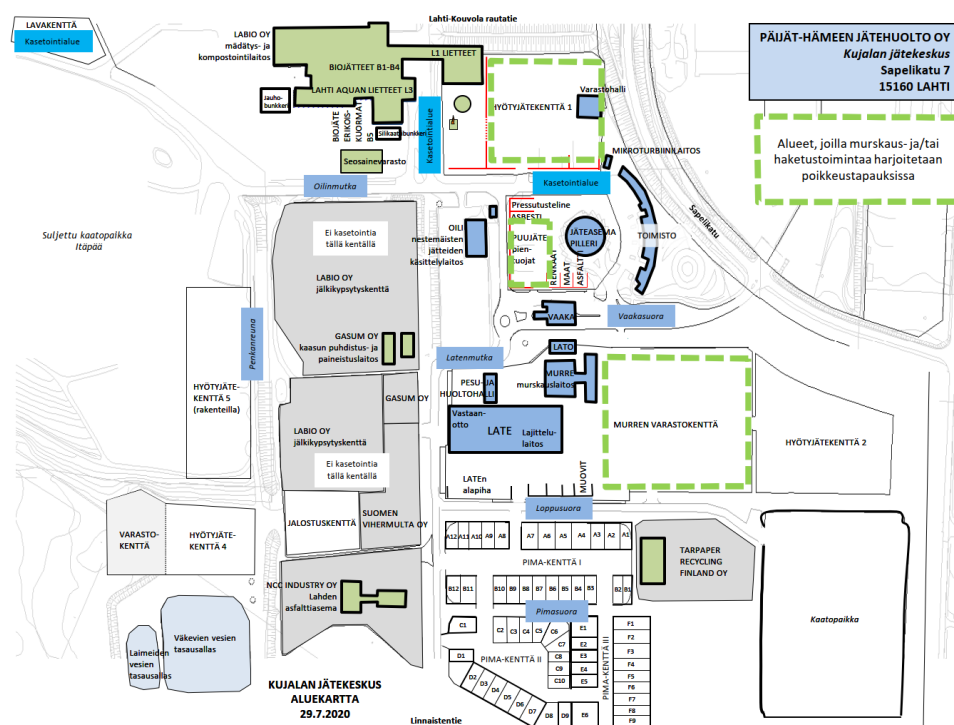 LAVAKENTTÄ
Kasetointialue
Lahti-Kouvola rautatie
LABIO OY
mädätys- ja
kompostointilaitos
L1 LIETTEET
BIOJÄTTEET B1-B4
LAHTI AQUAN LIETTEET L3
Jauho-
bunkkeri
BIOJÄTE
ERIKOIS-
KUORMAT
B5
Silikaattibunkkeri
Seosainevarasto
Kasetointialue
HYÖTYJÄTEKENTTÄ 1
Varastohalli
MIKROTURBIINILAITOS
Kasetointialue
PÄIJÄT-HÄMEEN JÄTEHUOLTO OY
Kujalan jätekeskus
Sapelikatu 7
15160 LAHTI
Alueet, joilla murskaus- ja/tai
haketustoimintaa harjoitetaan
poikkeustapauksissa
Oilinmutka
Suljettu kaatopaikka
Itäpää
Ei kasetointia
tällä kentällä
LABIO OY
jälkikypsytyskenttä
OILI
nestemäisten
jätteiden
käsittelylaitos
Pressutusteline
ASBESTI
PUUJÄTE
pien-
tuojat
RENKAAT
MAAT
ASFALTTI
JÄTEASEMA
PILLERI
TOIMISTO
Sapelikatu
Penkanreuna
GASUM OY
kaasun puhdistus- ja
paineistuslaitos
VAAKA
Vaakasuora
Latenmutka
LATO
MURRE
murskauslaitos
PESU- JA
HUOLTOHALLI
HYÖTYJÄTE-
KENTTÄ 5
(rakenteilla)
GASUM OY
LABIO OY
jälkikypsytyskenttä
Ei kasetointia
tällä kentällä
Vastaan-
otto
LATE
Lajittelu-
laitos
MURREN VARASTOKENTTÄ
HYÖTYJÄTEKENTTÄ 2
LATEn
alapiha
MUOVIT
Loppusuora
JALOSTUSKENTTÄ
SUOMEN
VIHERMULTA OY
VARASTO-
KENTTÄ
HYÖTYJÄTE-
KENTTÄ 4
A12 A11 A10 A9 A8
A7 A6 A5 A4 A3 A2 A1
PIMA-KENTTÄ I
TARPAPER
RECYCLING
FINLAND OY
NCC INDUSTRY OY
Lahden
asfalttiasema
B12 B11
B10 B9 B8 B7 B6 B5 B4 B3
B2 B1
Pimasuora
C1
C2 C3 C4 C5 C6
C7
C8
C9
C10
E1
E2
E3
E4
E5
E6
F1
F2
F3
F4
F5
F6
F7
F8
F9
PIMA-KENTTÄ III
PIMA-KENTTÄ II
D1
D2
D3
D4
D5
D6
D7
D8 D9
Kaatopaikka
Väkevien vesien
tasausallas
Laimeiden
vesien
tasausallas
KUJALAN JÄTEKESKUS
ALUEKARTTA
29.7.2020
Linnaistentie